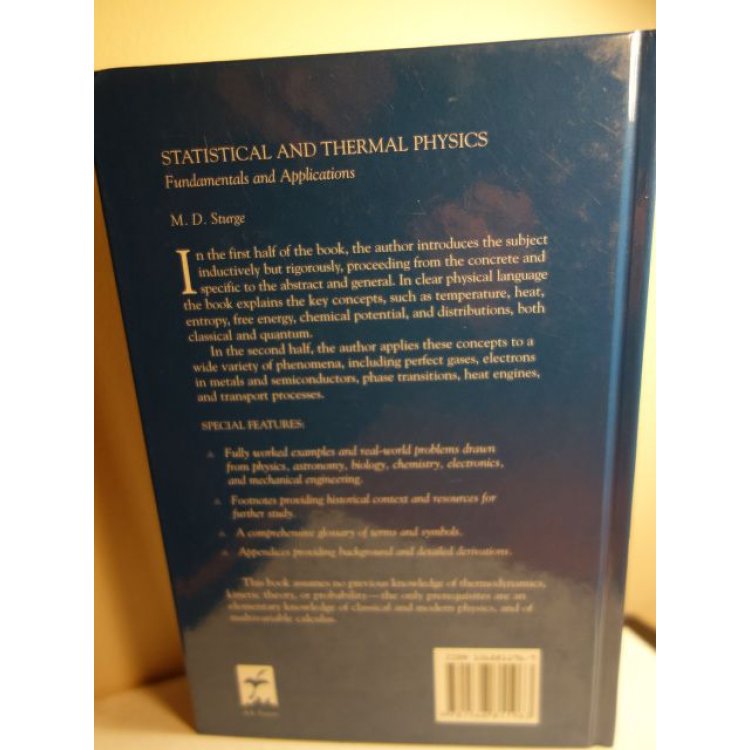 STATISTICAL AND THERMAL PHYSICS
Fundamentals and Applications
M. D. Sturge
In the first half of the book, the author introduces the subject
inductively but rigorously, proceeding from the concrete and
specific to the abstract and general. In clear physical language
the book explains the key concepts, such as temperature, heat,
entropy, free energy, chemical potential, and distributions, both
classical and quantum.
In the second half, the author applies these concepts to a
wide variety of phenomena, including perfect gases, electrons
in metals and semiconductors, phase transitions, heat engines,
and transport processes.
SPECIAL FEATURES:
Fully worked examples and real-world problems drawn
from physics, astronomy, biology, chemistry, electronics,
and mechanical engineering.
Footnotes providing historical context and resources for
further study.
A comprehensive glossary of terms and symbols.
Appendices providing background and detailed derivations.
This book assumes no previous knowledge of thermodynamics,
kinetic theory, or probability—the only prerequisites are an
elementary knowledge of classical and modern physics, and of
multivariable calculus.
ISBN